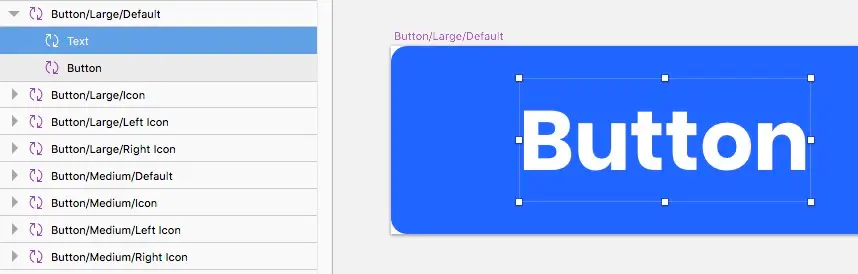 Button/Large/Default
Text
Button
Button/Large/Icon
Button/Large/Left Icon
Button/Large/Right Icon
Button/Medium/Default
Button/Medium/Icon
Button/Medium/Left Icon
Button/Medium/Right Icon
Button/Large/Default
Button